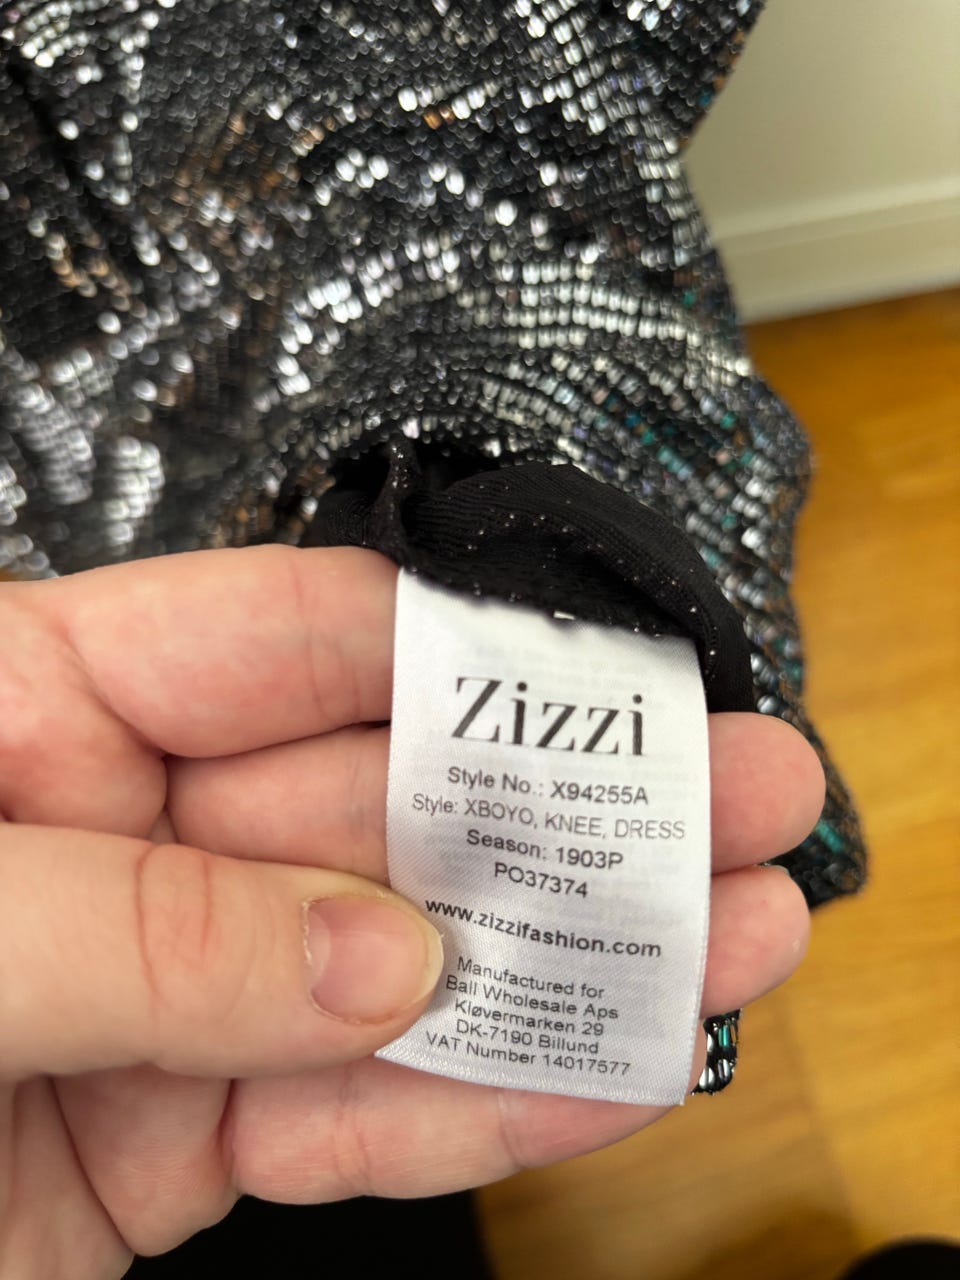 Zizzi
Style No.: X94255A
Style: XBOYO, KNEE, DRESS
Season: 1903P
PO37374
www.zizzifashion.com
Manufactured for
Ball Wholesale Aps
Kløvermarken 29
DK-7190 Billund
VAT Number 14017577